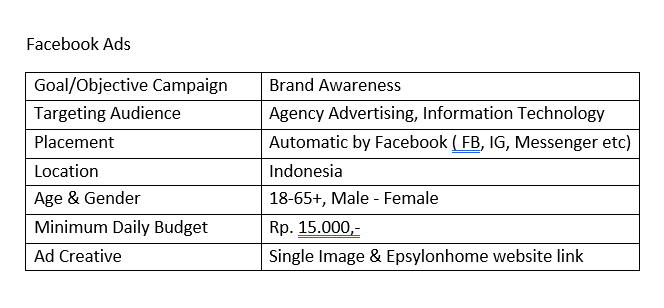 Facebook Ads
Goal/Objective Campaign Brand Awareness
Targeting Audience Agency Advertising, Information Technology
Placement Automatic by Facebook ( FB, IG, Messenger etc)
Location Indonesia
Age & Gender 18-65+, Male - Female
Minimum Daily Budget Rp. 15.000,-
Ad Creative Single Image & Epsylonhome website link